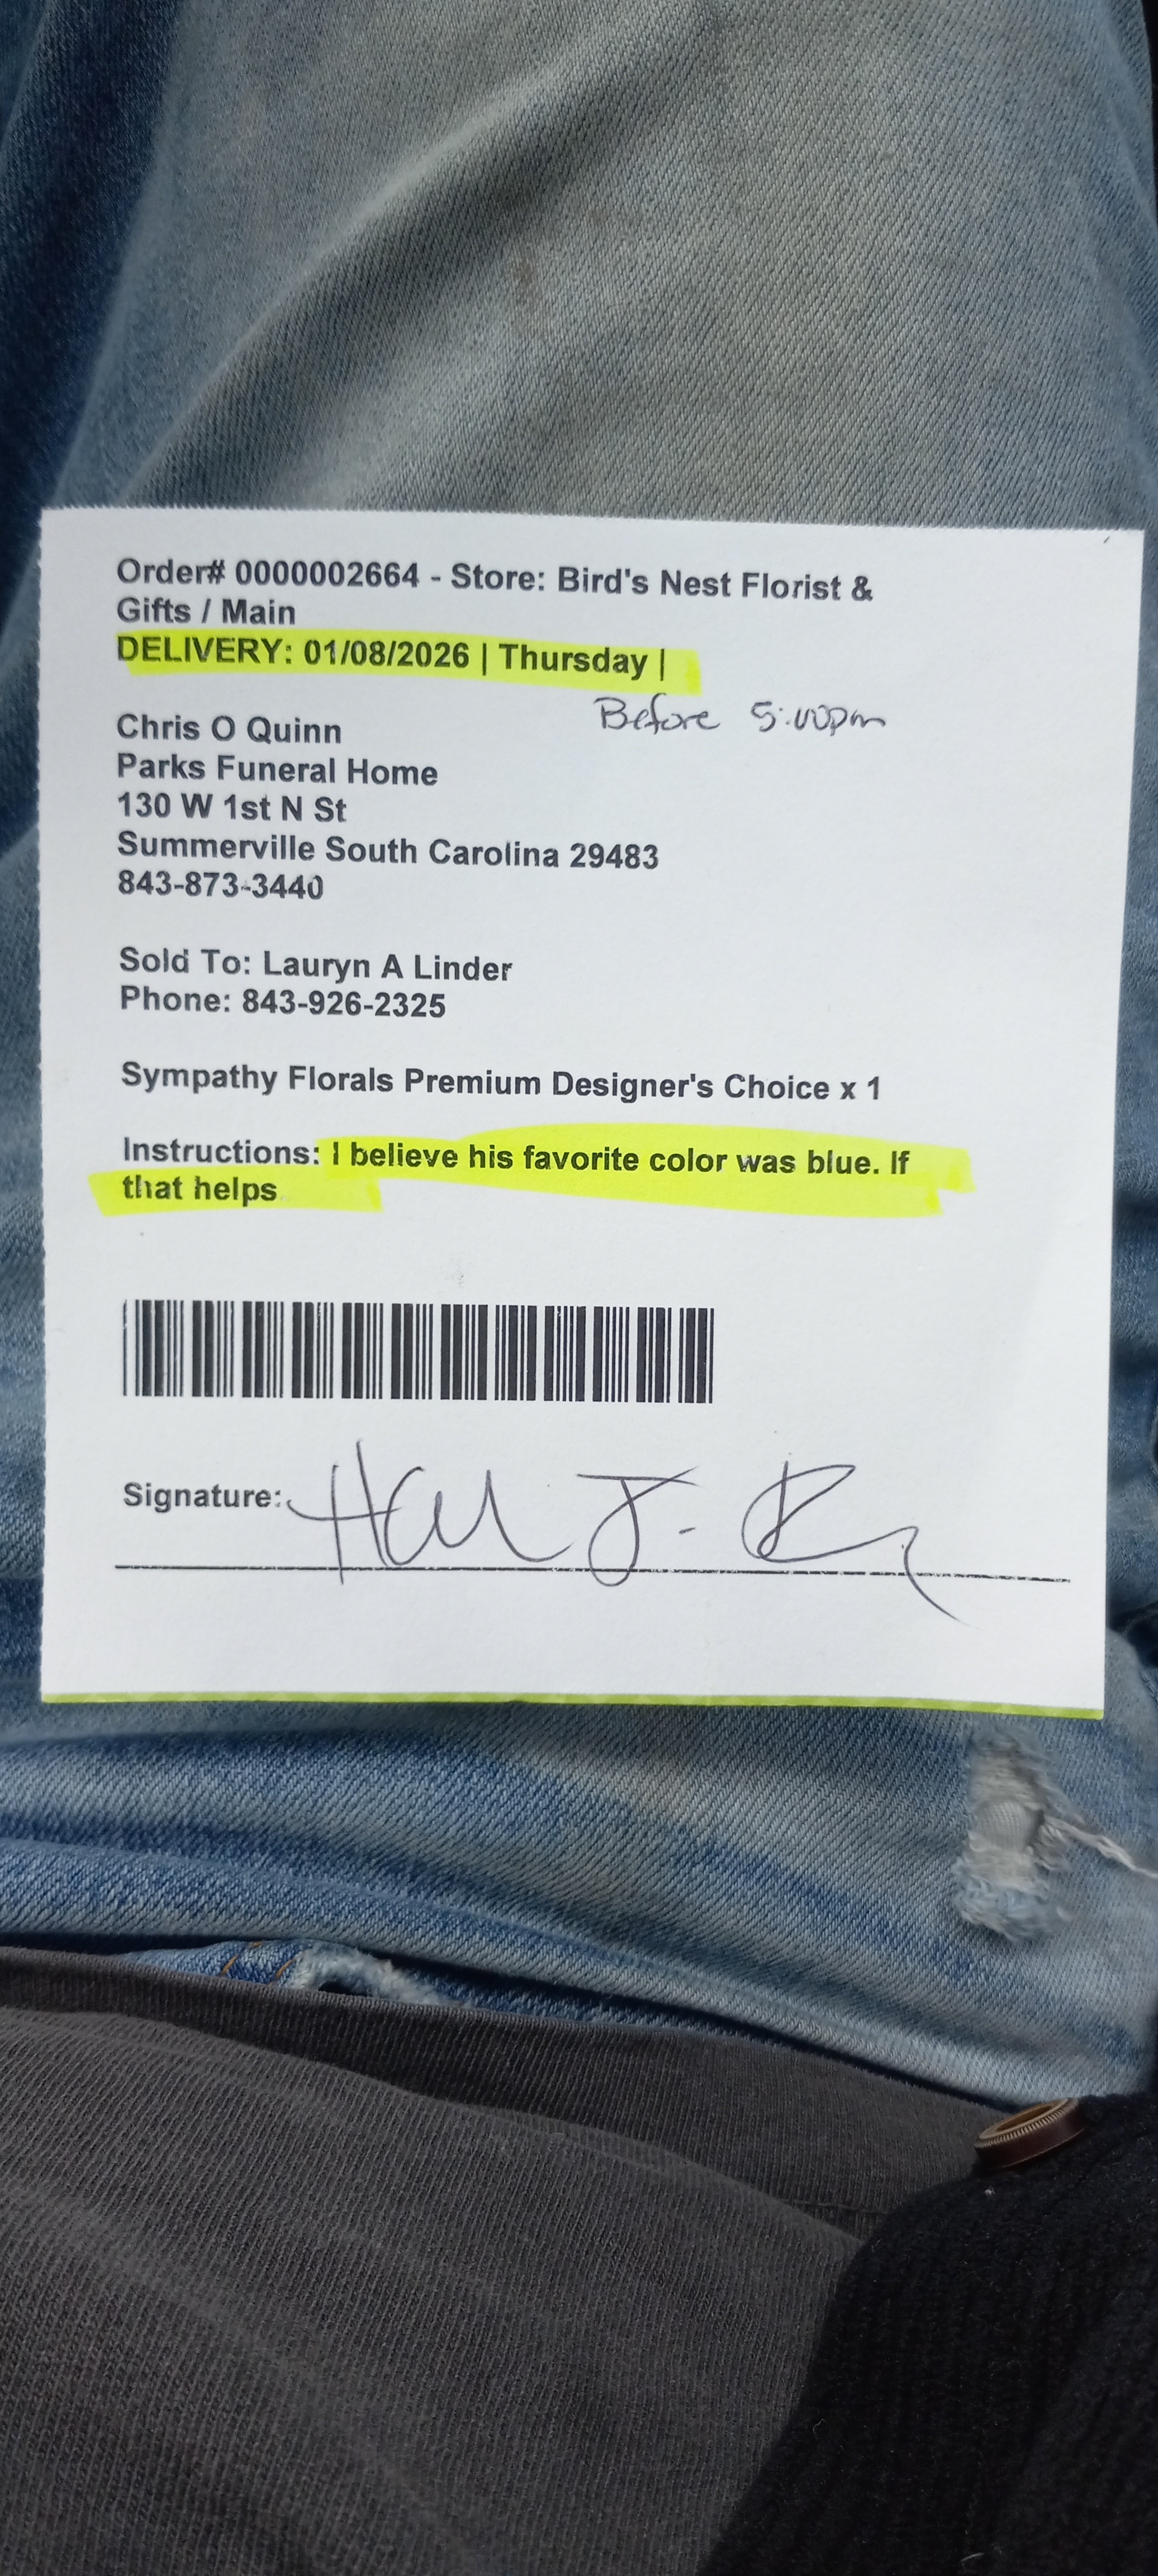 Order# 0000002664 - Store: Bird's Nest Florist &
Gifts / Main
DELIVERY: 01/08/2026 | Thursday |
Before 5:00pm
Chris O Quinn
Parks Funeral Home
130 W 1st N St
Summerville South Carolina 29483
843-873-3440
Sold To: Lauryn A Linder
Phone: 843-926-2325
Sympathy Florals Premium Designer's Choice x 1
Instructions: I believe his favorite color was blue. If
that helps
Signature: